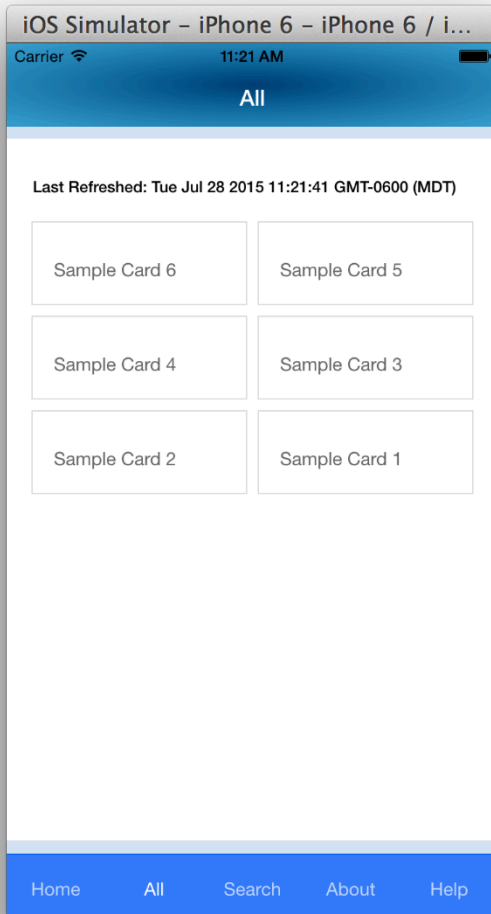 iOS Simulator – iPhone 6 – iPhone 6 / i...
Carrier 11:21 AM
All
Last Refreshed: Tue Jul 28 2015 11:21:41 GMT-0600 (MDT)
Sample Card 6 Sample Card 5
Sample Card 4 Sample Card 3
Sample Card 2 Sample Card 1
Home All Search About Help